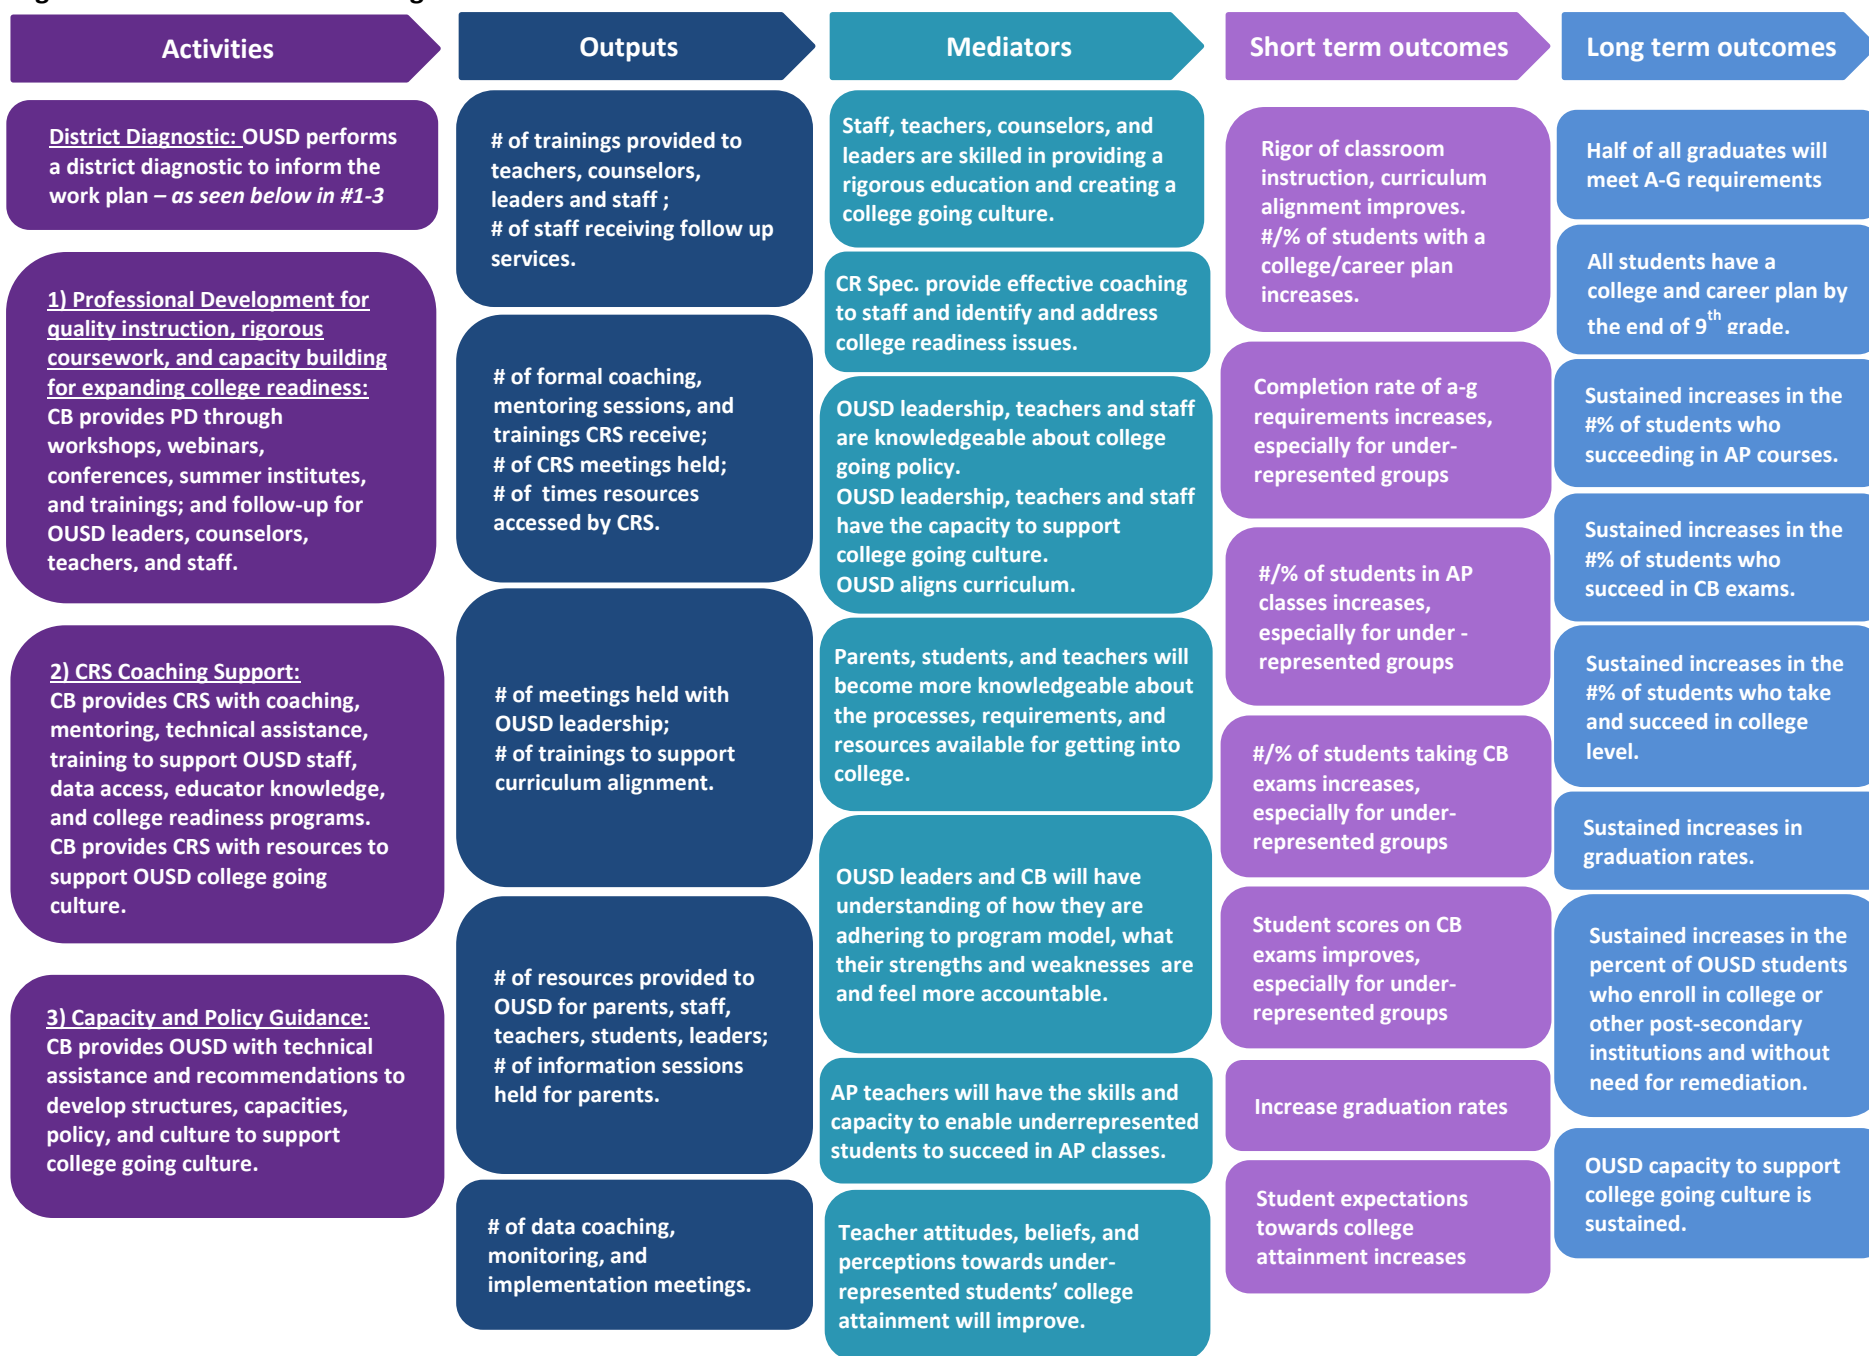 Activities
District Diagnostic: OUSD performs
a district diagnostic to inform the
work plan – as seen below in #1-3
1) Professional Development for
quality instruction, rigorous
coursework, and capacity building
for expanding college readiness:
CB provides PD through
workshops, webinars,
conferences, summer institutes,
and trainings; and follow-up for
OUSD leaders, counselors,
teachers, and staff.
2) CRS Coaching Support:
CB provides CRS with coaching,
mentoring, technical assistance,
training to support OUSD staff,
data access, educator knowledge,
and college readiness programs.
CB provides CRS with resources to
support OUSD college going
culture.
3) Capacity and Policy Guidance:
CB provides OUSD with technical
assistance and recommendations to
develop structures, capacities,
policy, and culture to support
college going culture.
Outputs
# of trainings provided to
teachers, counselors,
leaders and staff ;
# of staff receiving follow up
services.
# of formal coaching,
mentoring sessions, and
trainings CRS receive;
# of CRS meetings held;
# of times resources
accessed by CRS.
# of meetings held with
OUSD leadership;
# of trainings to support
curriculum alignment.
# of resources provided to
OUSD for parents, staff,
teachers, students, leaders;
# of information sessions
held for parents.
# of data coaching,
monitoring, and
implementation meetings.
Mediators
Staff, teachers, counselors, and
leaders are skilled in providing a
rigorous education and creating a
college going culture.
CR Spec. provide effective coaching
to staff and identify and address
college readiness issues.
OUSD leadership, teachers and staff
are knowledgeable about college
going policy.
OUSD leadership, teachers and staff
have the capacity to support
college going culture.
OUSD aligns curriculum.
Parents, students, and teachers will
become more knowledgeable about
the processes, requirements, and
resources available for getting into
college.
OUSD leaders and CB will have
understanding of how they are
adhering to program model, what
their strengths and weaknesses are
and feel more accountable.
AP teachers will have the skills and
capacity to enable underrepresented
students to succeed in AP classes.
Teacher attitudes, beliefs, and
perceptions towards under-
represented students’ college
attainment will improve.
Short term outcomes
Rigor of classroom
instruction, curriculum
alignment improves.
#/% of students with a
college/career plan
increases.
Completion rate of a-g
requirements increases,
especially for under-
represented groups
#/% of students in AP
classes increases,
especially for under -
represented groups
#/% of students taking CB
exams increases,
especially for under-
represented groups
Student scores on CB
exams improves,
especially for under-
represented groups
Increase graduation rates
Student expectations
towards college
attainment increases
Long term outcomes
Half of all graduates will
meet A-G requirements
All students have a
college and career plan by
the end of 9th grade.
Sustained increases in the
#% of students who
succeeding in AP courses.
Sustained increases in the
#% of students who
succeed in CB exams.
Sustained increases in the
#% of students who take
and succeed in college
level.
Sustained increases in
graduation rates.
Sustained increases in the
percent of OUSD students
who enroll in college or
other post-secondary
institutions and without
need for remediation.
OUSD capacity to support
college going culture is
sustained.